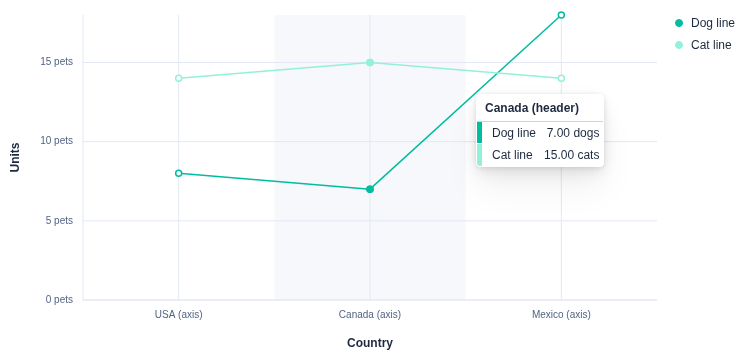 Dog line
Cat line
15 pets
10 pets
5 pets
0 pets
Units
Canada (header)
Dog line 7.00 dogs
Cat line 15.00 cats
USA (axis) Canada (axis) Mexico (axis)
Country